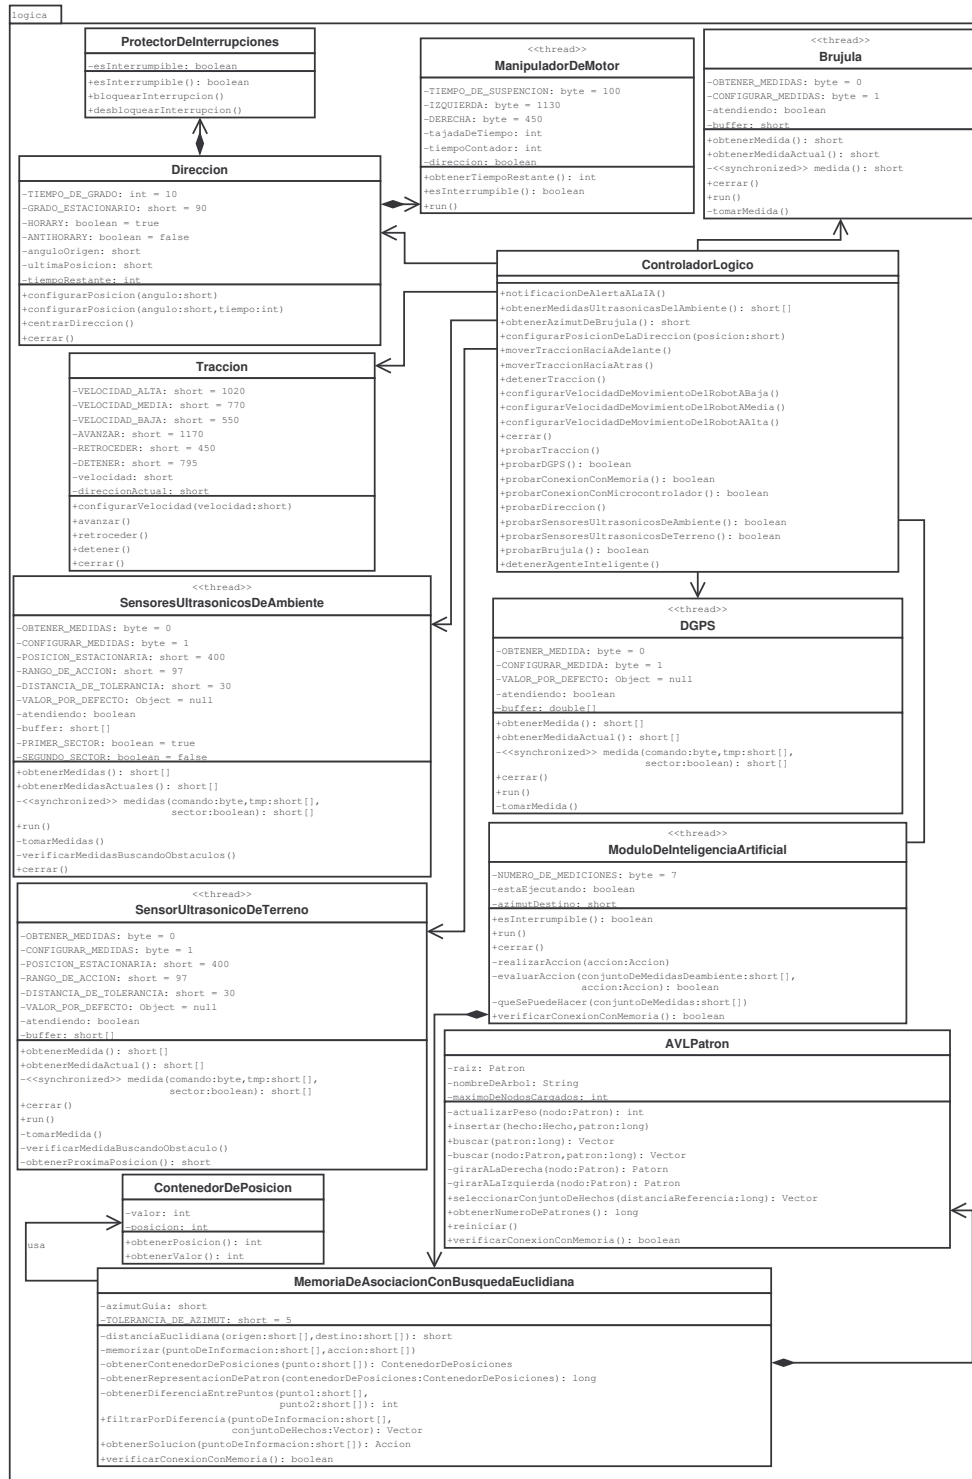 logica
ProtectorDeInterrupciones
-esInterrumpible: boolean
+esInterrumpible(): boolean
+bloquearInterrupcion()
+desbloquearInterrupcion()
<<thread>>
ManipuladorDeMotor
-TIEMPO_DE_SUSPENCION: byte = 100
-IZQUIERDA: byte = 1130
-DERECHA: byte = 450
-tajadaDeTiempo: int
-tiempoContador: int
-direccion: boolean
+obtenerTiempoRestante(): int
+esInterrumpible(): boolean
+run()
<<thread>>
Brujula
-OBTENER_MEDIDAS: byte = 0
-CONFIGURAR_MEDIDAS: byte = 1
-atendiendo: boolean
-buffer: short
+obtenerMedida(): short
+obtenerMedidaActual(): short
-<<synchronized>> medida(): short
+cerrar()
+run()
-tomarMedida()
Direccion
-TIEMPO_DE_GRADO: int = 10
-GRADO_ESTACIONARIO: short = 90
-HORARY: boolean = true
-ANTIHORARY: boolean = false
-anguloOrigen: short
-ultimaPosicion: short
-tiempoRestante: int
+configurarPosicion(angulo:short)
+configurarPosicion(angulo:short,tiempo:int)
+centrarDireccion()
+cerrar()
ControladorLogico
+notificacionDeAlertaALaIA()
+obtenerMedidasUltrasonicasDelAmbiente(): short[]
+obtenerAzimutDeBrujula(): short
+configurarPosicionDeLaDireccion(posicion:short)
+moverTraccionHaciaAdelante()
+moverTraccionHaciaAtras()
+detenerTraccion()
+configurarVelocidadDeMovimientoDelRobotABaja()
+configurarVelocidadDeMovimientoDelRobotAMedia()
+configurarVelocidadDeMovimientoDelRobotAAlta()
+cerrar()
+probarTraccion()
+probarDGPS(): boolean
+probarConexionConMemoria(): boolean
+probarConexionConMicrocontrolador(): boolean
+probarDireccion()
+probarSensoresUltrasonicosDeAmbiente(): boolean
+probarSensoresUltrasonicosDeTerreno(): boolean
+probarBrujula(): boolean
+detenerAgenteInteligente()
Traccion
-VELOCIDAD_ALTA: short = 1020
-VELOCIDAD_MEDIA: short = 770
-VELOCIDAD_BAJA: short = 550
-AVANZAR: short = 1170
-RETROCEDER: short = 450
-DETENER: short = 795
-velocidad: short
-direccionActual: short
+configurarVelocidad(velocidad:short)
+avanzar()
+retroceder()
+detener()
+cerrar()
<<thread>>
SensoresUltrasonicosDeAmbiente
-OBTENER_MEDIDAS: byte = 0
-CONFIGURAR_MEDIDAS: byte = 1
-POSICION_ESTACIONARIA: short = 400
-RANGO_DE_ACCION: short = 97
-DISTANCIA_DE_TOLERANCIA: short = 30
-VALOR_POR_DEFECTO: Object = null
-atendiendo: boolean
-buffer: short[]
-PRIMER_SECTOR: boolean = true
-SEGUNDO_SECTOR: boolean = false
+obtenerMedidas(): short[]
+obtenerMedidasActuales(): short[]
-<<synchronized>> medidas(comando:byte,tmp:short[],
sector:boolean): short[]
+run()
-tomarMedidas()
-verificarMedidasBuscandoObstaculos()
+cerrar()
<<thread>>
DGPS
-OBTENER_MEDIDA: byte = 0
-CONFIGURAR_MEDIDA: byte = 1
-VALOR_POR_DEFECTO: Object = null
-atendiendo: boolean
-buffer: double[]
+obtenerMedida(): short[]
+obtenerMedidaActual(): short[]
-<<synchronized>> medida(comando:byte,tmp:short[],
sector:boolean): short[]
+cerrar()
+run()
-tomarMedida()
<<thread>>
ModuloDeInteligenciaArtificial
-NUMERO_DE_MEDICIONES: byte = 7
-estaEjecutando: boolean
-azimutDestino: short
+esInterrumpible(): boolean
+run()
+cerrar()
-realizarAccion(accion:Accion)
-evaluarAccion(conjuntoDeMedidasDeambiente:short[],
accion:Accion): boolean
-queSePuedeHacer(conjuntoDeMedidas:short[])
+verificarConexionConMemoria(): boolean
<<thread>>
SensorUltrasonicoDeTerreno
-OBTENER_MEDIDAS: byte = 0
-CONFIGURAR_MEDIDAS: byte = 1
-POSICION_ESTACIONARIA: short = 400
-RANGO_DE_ACCION: short = 97
-DISTANCIA_DE_TOLERANCIA: short = 30
-VALOR_POR_DEFECTO: Object = null
-atendiendo: boolean
-buffer: short[]
+obtenerMedida(): short[]
+obtenerMedidaActual(): short[]
-<<synchronized>> medida(comando:byte,tmp:short[],
sector:boolean): short[]
+cerrar()
+run()
-tomarMedida()
-verificarMedidaBuscandoObstaculo()
-obtenerProximaPosicion(): short
AVLPatron
-raiz: Patron
-nombreDeArbol: String
-maximoDeNodosCargados: int
-actualizarPeso(nodo:Patron): int
+insertar(hecho:Hecho,patron:long)
+buscar(patron:long): Vector
-buscar(nodo:Patron,patron:long): Vector
-girarALaDerecha(nodo:Patron): Patorn
-girarALaIzquierda(nodo:Patron): Patron
+seleccionarConjuntoDeHechos(distanciaReferencia:long): Vector
+obtenerNumeroDePatrones(): long
+reiniciar()
+verificarConexionConMemoria(): boolean
ContenedorDePosicion
-valor: int
-posicion: int
+obtenerPosicion(): int
+obtenerValor(): int
usa
MemoriaDeAsociacionConBusquedaEuclidiana
-azimutGuia: short
-TOLERANCIA_DE_AZIMUT: short = 5
-distanciaEuclidiana(origen:short[],destino:short[]): short
-memorizar(puntoDeInformacion:short[],accion:short[])
-obtenerContenedorDePosiciones(punto:short[]): ContenedorDePosiciones
-obtenerRepresentacionDePatron(contenedorDePosiciones:ContenedorDePosiciones): long
-obtenerDiferenciaEntrePuntos(punto1:short[],
punto2:short[]): int
+filtrarPorDiferencia(puntoDeInformacion:short[],
conjuntoDeHechos:Vector): Vector
+obtenerSolucion(puntoDeInformacion:short[]): Accion
+verificarConexionConMemoria(): boolean